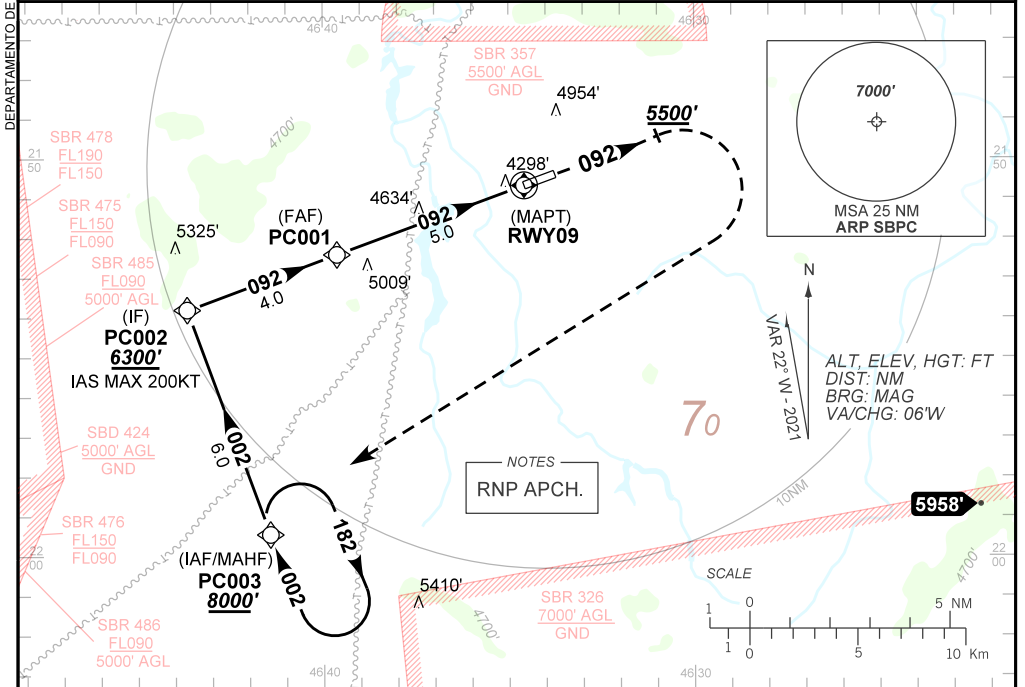 DEPARTAMENTO DE
46 40
46 30
SBR 357
5500' AGL
GND
4954'
5500'
7000'
MSA 25 NM
ARP SBPC
21
50
21
50
SBR 478
FL190
FL150
4700'
4298'
092
SBR 475
FL150
FL090
(FAF)
PC001
4634'
092
5.0
(MAPT)
RWY09
5325'
SBR 485
FL090
5000' AGL
5009'
092
4.0
(IF)
PC002
6300'
IAS MAX 200KT
N
VAR 22° W - 2021
ALT, ELEV, HGT: FT
DIST: NM
BRG: MAG
VA/CHG: 06'W
70
002
6.0
SBD 424
5000' AGL
GND
NOTES
RNP APCH.
10NM
5958'
SBR 476
FL150
FL090
182
(IAF/MAHF)
PC003
8000'
002
22
00
22
00
4700'
5410'
4700'
SBR 326
7000' AGL
GND
SCALE
1
0
5 NM
1
0
5
10 Km
SBR 486
FL090
5000' AGL
46 40
46 30